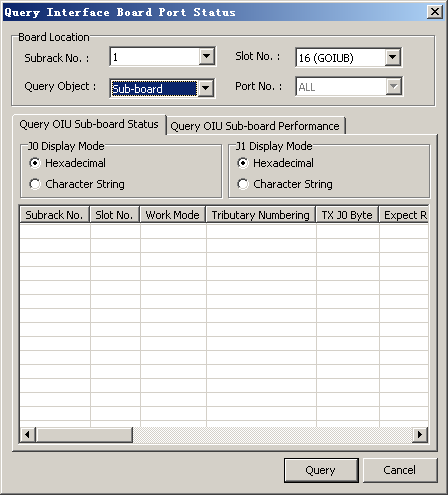 Query Interface Board Port Status
Board Location
Subrack No. : 1 Slot No. : 16 (GOIUB)
Query Object : Sub-board Port No. : ALL
Query OIU Sub-board Status Query OIU Sub-board Performance
J0 Display Mode J1 Display Mode
Hexadecimal Hexadecimal
Character String Character String
Subrack No. Slot No. Work Mode Tributary Numbering TX J0 Byte Expect R
Query Cancel